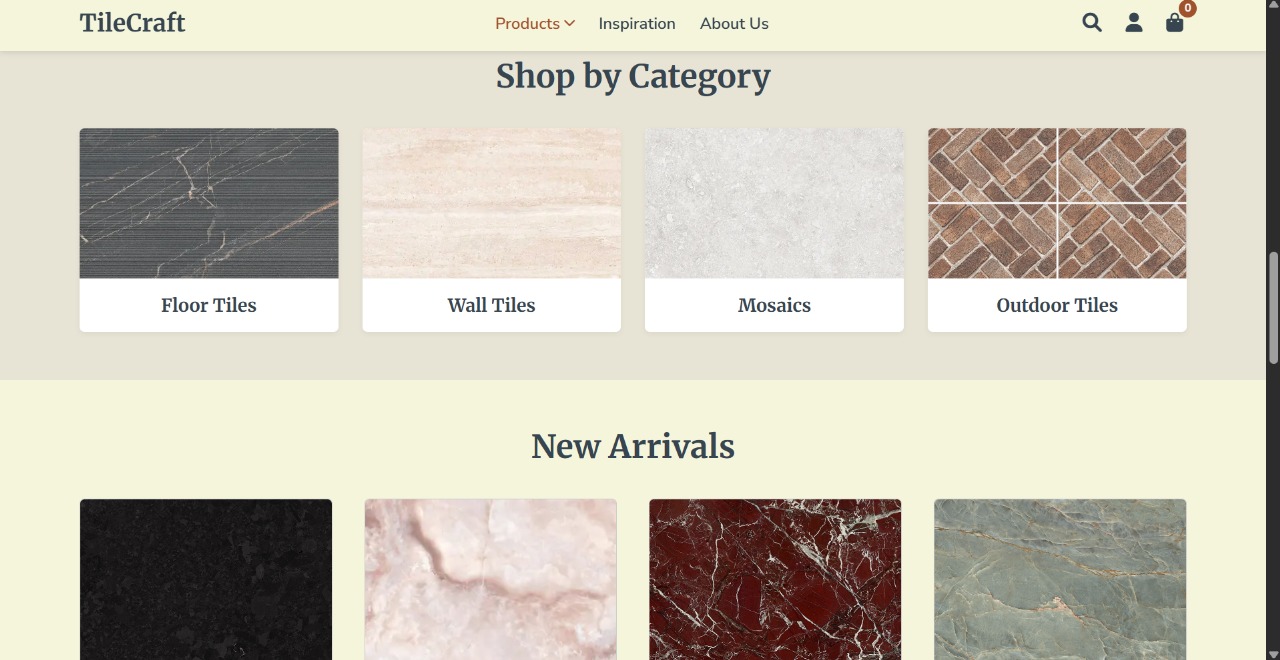 TileCraft
Products
Inspiration
About Us
0
Shop by Category
Floor Tiles
Wall Tiles
Mosaics
Outdoor Tiles
New Arrivals